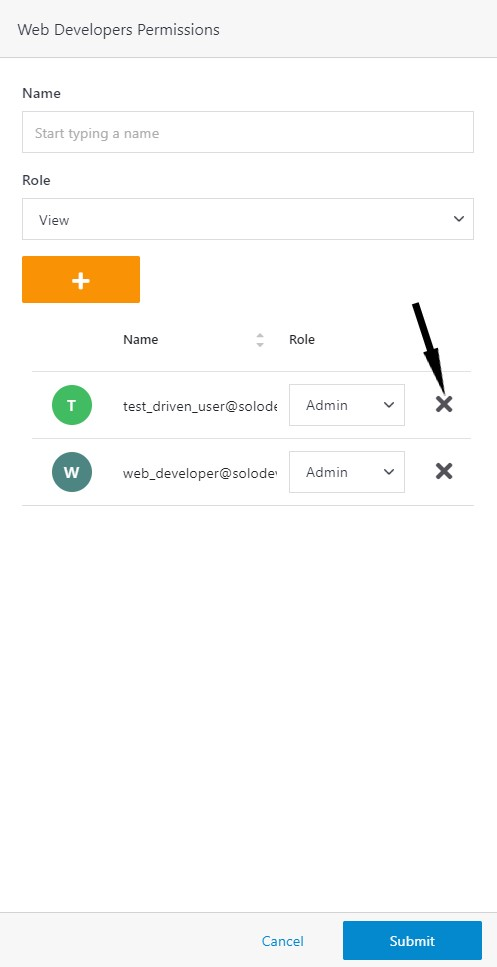 Web Developers Permissions
Name
Start typing a name
Role
View
Name Role
T test_driven_user@solode Admin
W web_developer@solodev Admin
Cancel Submit